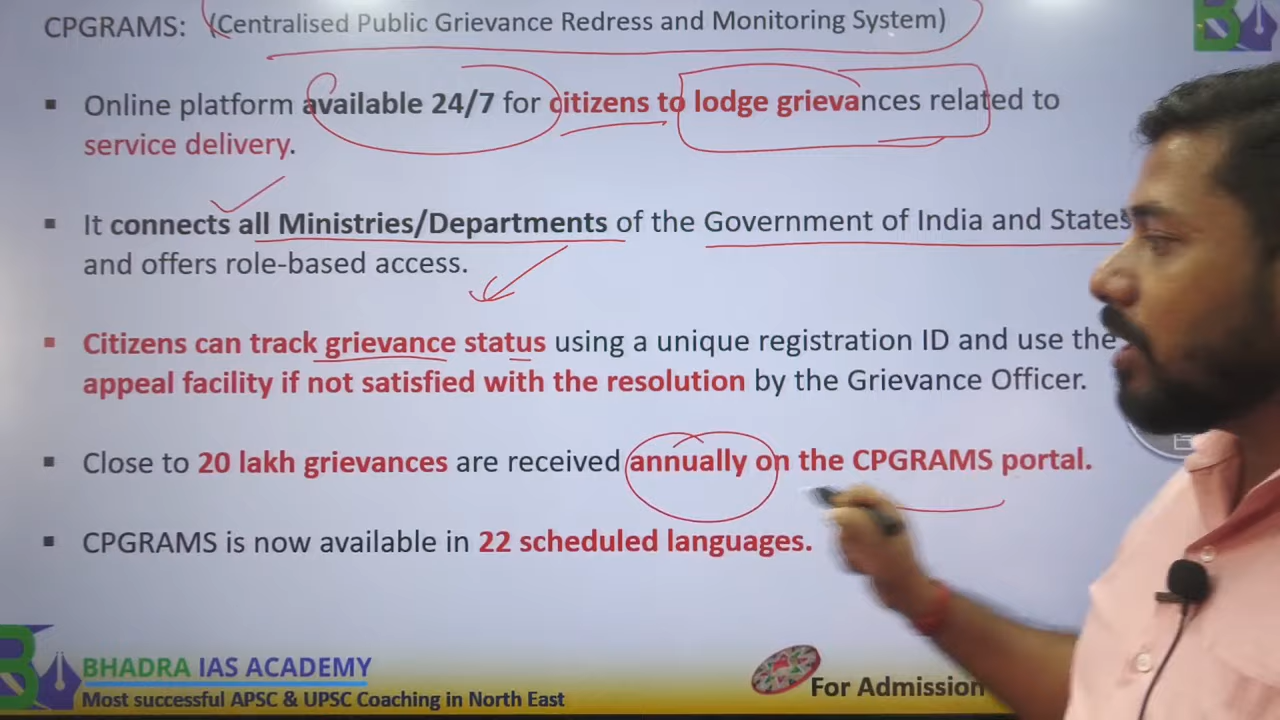 CPGRAMS: (Centralised Public Grievance Redress and Monitoring System)
▪ Online platform available 24/7 for citizens to lodge grievances related to
service delivery.
▪ It connects all Ministries/Departments of the Government of India and States
and offers role-based access.
▪ Citizens can track grievance status using a unique registration ID and use the
appeal facility if not satisfied with the resolution by the Grievance Officer.
▪ Close to 20 lakh grievances are received annually on the CPGRAMS portal.
▪ CPGRAMS is now available in 22 scheduled languages.
BHADRA IAS ACADEMY
Most successful APSC & UPSC Coaching in North East
For Admission